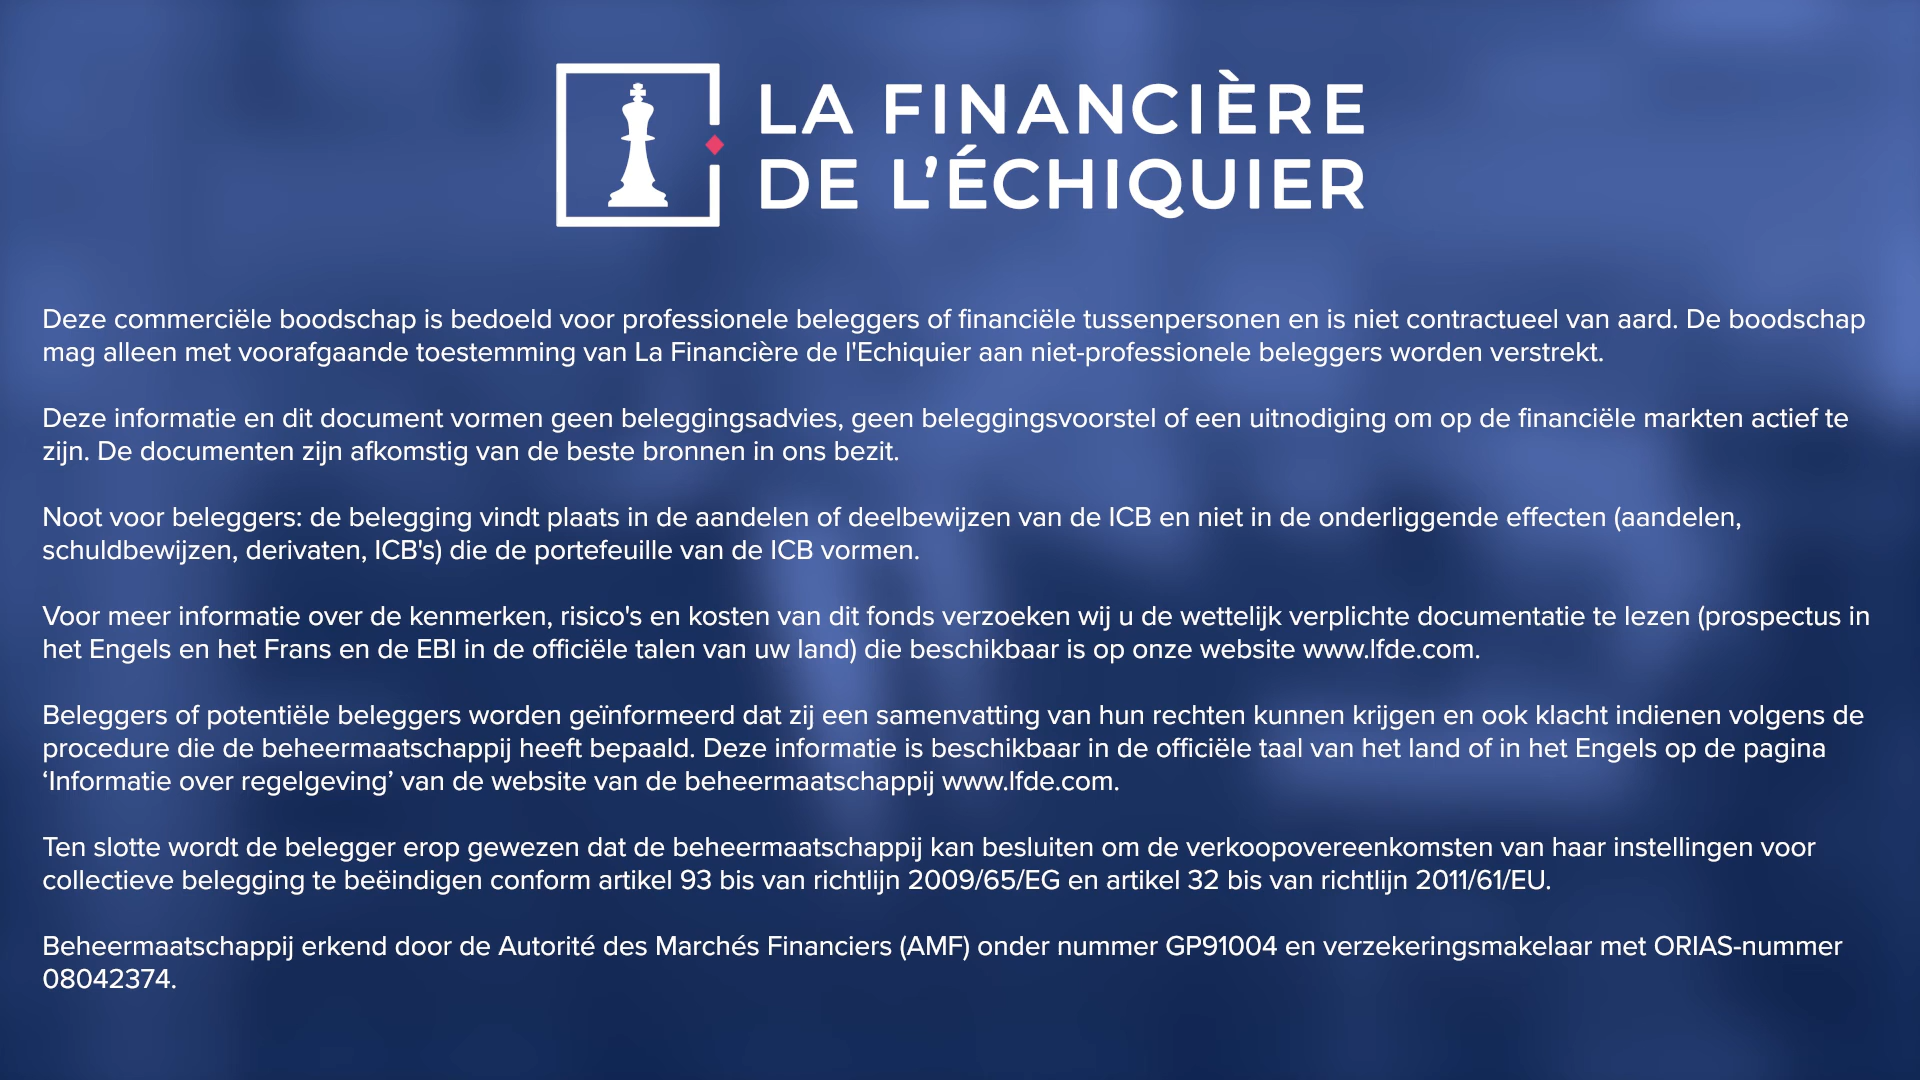 LA FINANCIÈRE
DE L'ÉCHIQUIER
Deze commerciële boodschap is bedoeld voor professionele beleggers of financiële tussenpersonen en is niet contractueel van aard. De boodschap
mag alleen met voorafgaande toestemming van La Financière de l'Echiquier aan niet-professionele beleggers worden verstrekt.
Deze informatie en dit document vormen geen beleggingsadvies, geen beleggingsvoorstel of een uitnodiging om op de financiële markten actief te
zijn. De documenten zijn afkomstig van de beste bronnen in ons bezit.
Noot voor beleggers: de belegging vindt plaats in de aandelen of deelbewijzen van de ICB en niet in de onderliggende effecten (aandelen,
schuldbewijzen, derivaten, ICB's) die de portefeuille van de ICB vormen.
Voor meer informatie over de kenmerken, risico's en kosten van dit fonds verzoeken wij u de wettelijk verplichte documentatie te lezen (prospectus in
het Engels en het Frans en de EBI in de officiële talen van uw land) die beschikbaar is op onze website www.lfde.com.
Beleggers of potentiële beleggers worden geïnformeerd dat zij een samenvatting van hun rechten kunnen krijgen en ook klacht indienen volgens de
procedure die de beheermaatschappij heeft bepaald. Deze informatie is beschikbaar in de officiële taal van het land of in het Engels op de pagina
‘Informatie over regelgeving’ van de website van de beheermaatschappij www.lfde.com.
Ten slotte wordt de belegger erop gewezen dat de beheermaatschappij kan besluiten om de verkoopovereenkomsten van haar instellingen voor
collectieve belegging te beëindigen conform artikel 93 bis van richtlijn 2009/65/EG en artikel 32 bis van richtlijn 2011/61/EU.
Beheermaatschappij erkend door de Autorité des Marchés Financiers (AMF) onder nummer GP91004 en verzekeringsmakelaar met ORIAS-nummer
08042374.